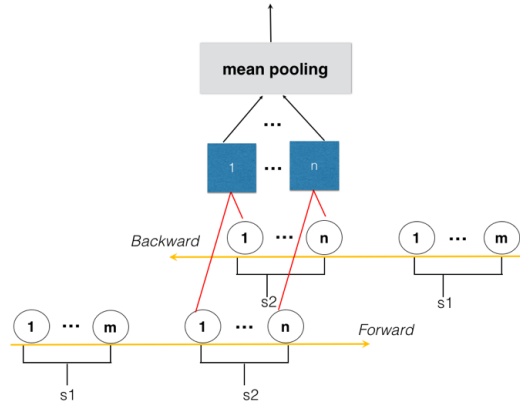 mean pooling
...
1 ... n
Backward 1 ... n 1 ... m
s2 s1
1 ... m 1 ... n Forward
s1 s2